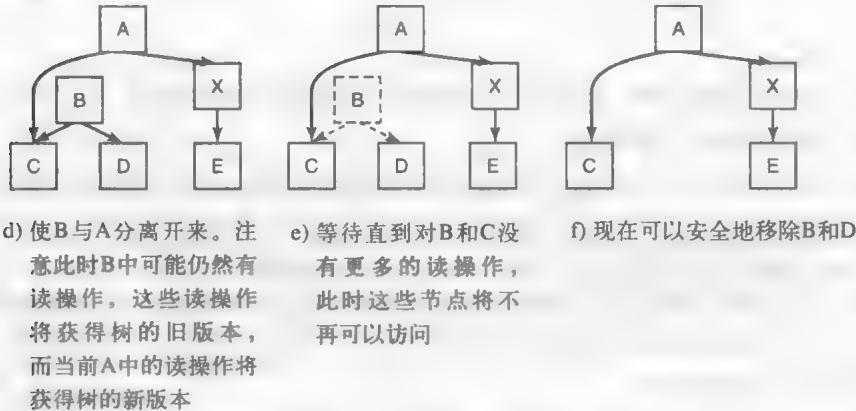 A
A
A
X
X
X
B
B
C
D
E
C
D
E
C
E
d) 使B与A分离开来。注
意此时B中可能仍然有
读操作,这些读操作
将获得树的旧版本,
而当前A中的读操作将
获得树的新版本
e) 等待直到对B和C没
有更多的读操作,
此时这些节点将不
再可以访问
f) 现在可以安全地移除B和D